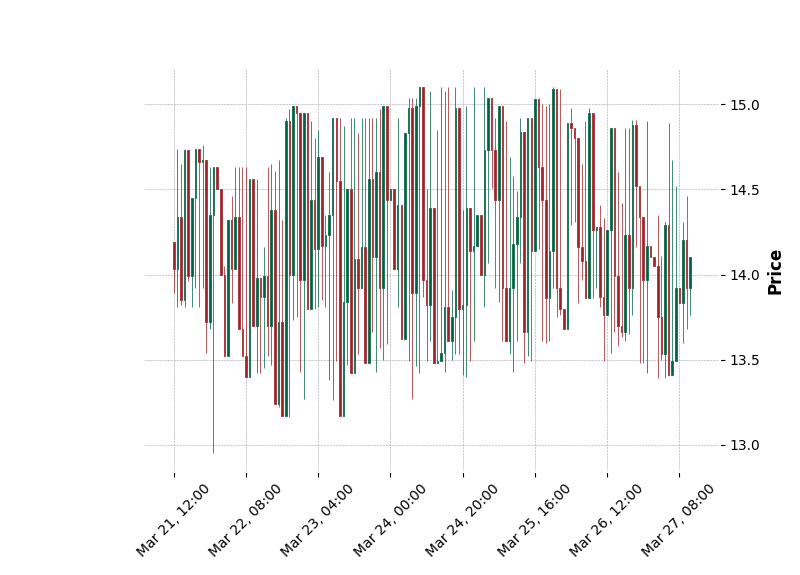 15.0
14.5
14.0
13.5
13.0
Price
Mar 21, 12:00
Mar 22, 08:00
Mar 23, 04:00
Mar 24, 00:00
Mar 24, 20:00
Mar 25, 16:00
Mar 26, 12:00
Mar 27, 08:00